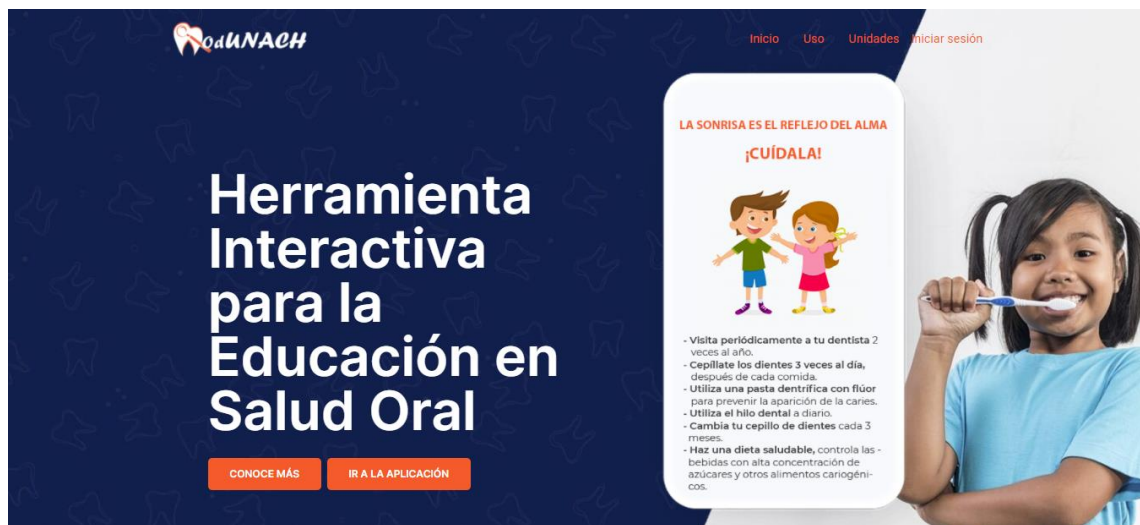 odUNACH
Inicio Uso Unidades Iniciar sesión
LA SONRISA ES EL REFLEJO DEL ALMA
¡CUÍDALA!
Herramienta
Interactiva
para la
Educación en
Salud Oral
CONOCE MÁS IR A LA APLICACIÓN
- Visita periódicamente a tu dentista 2
veces al año.
- Cepíllate los dientes 3 veces al día,
después de cada comida.
- Utiliza una pasta dentrífica con flúor
para prevenir la aparición de la caries.
- Utiliza el hilo dental a diario.
- Cambia tu cepillo de dientes cada 3
meses.
- Haz una dieta saludable, controla las -
bebidas con alta concentración de
azúcares y otros alimentos cariogéni-
cos.